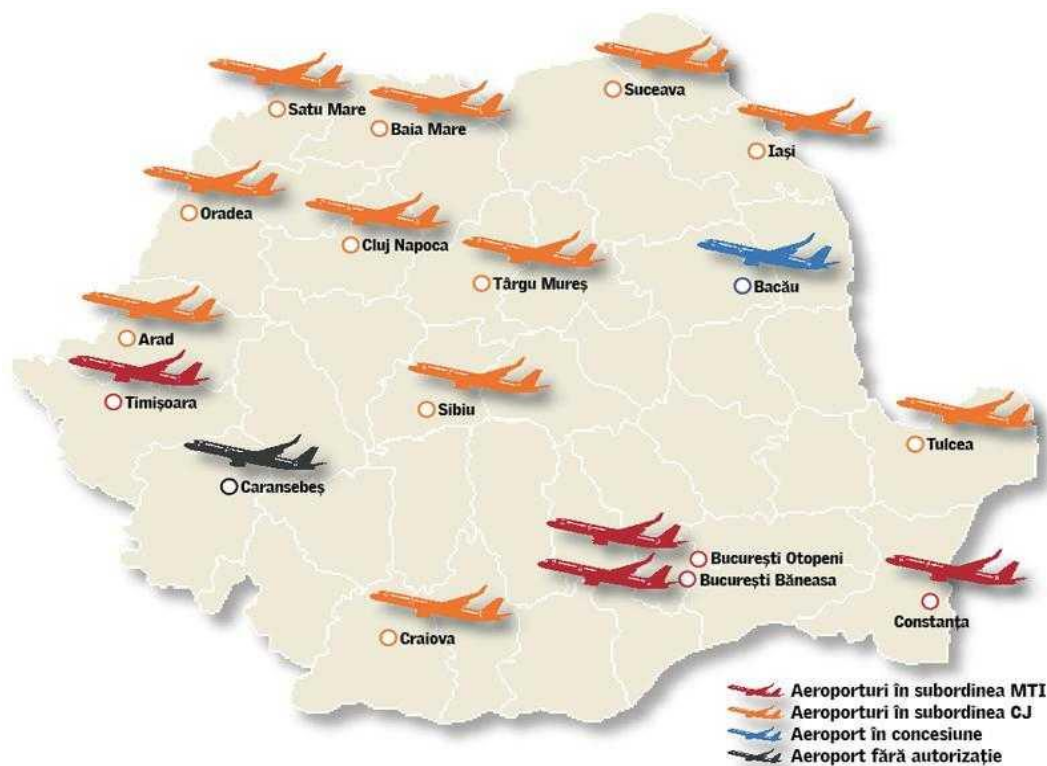 Suceava
Satu Mare
Baia Mare
Iași
Oradea
Cluj Napoca
Târgu Mureș
Bacău
Arad
Timișoara
Sibiu
Tulcea
Caransebeș
București Otopeni
București Băneasa
Constanța
Craiova
Aeroporturi în subordinea MTI
Aeroporturi în subordinea CJ
Aeroport în concesiune
Aeroport fără autorizație